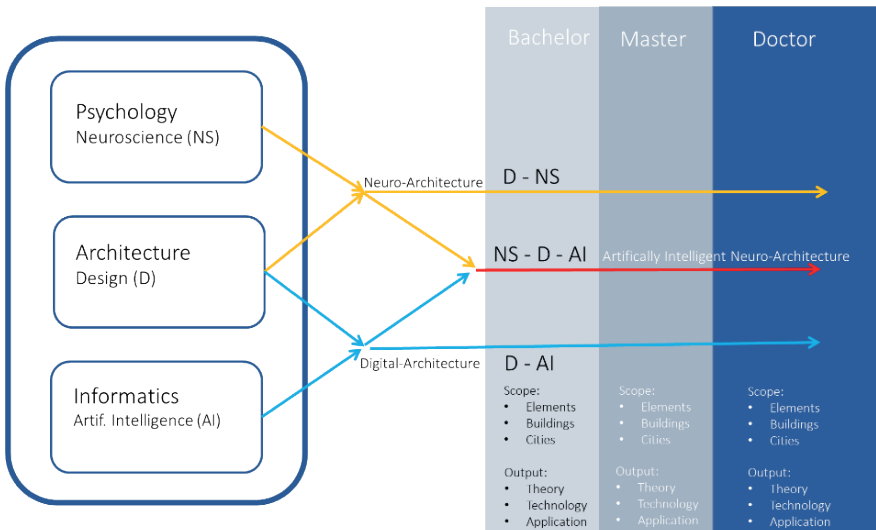 Bachelor
Master
Doctor
Psychology
Neuroscience (NS)
Architecture
Design (D)
Informatics
Artif. Intelligence (AI)
Neuro-Architecture
D - NS
NS - D - AI
Artifically Intelligent Neuro-Architecture
Digital-Architecture
D - AI
Scope:
• Elements
• Buildings
• Cities
Output:
• Theory
• Technology
• Application
Scope:
• Elements
• Buildings
• Cities
Output:
• Theory
• Technology
• Application
Scope:
• Elements
• Buildings
• Cities
Output:
• Theory
• Technology
• Application